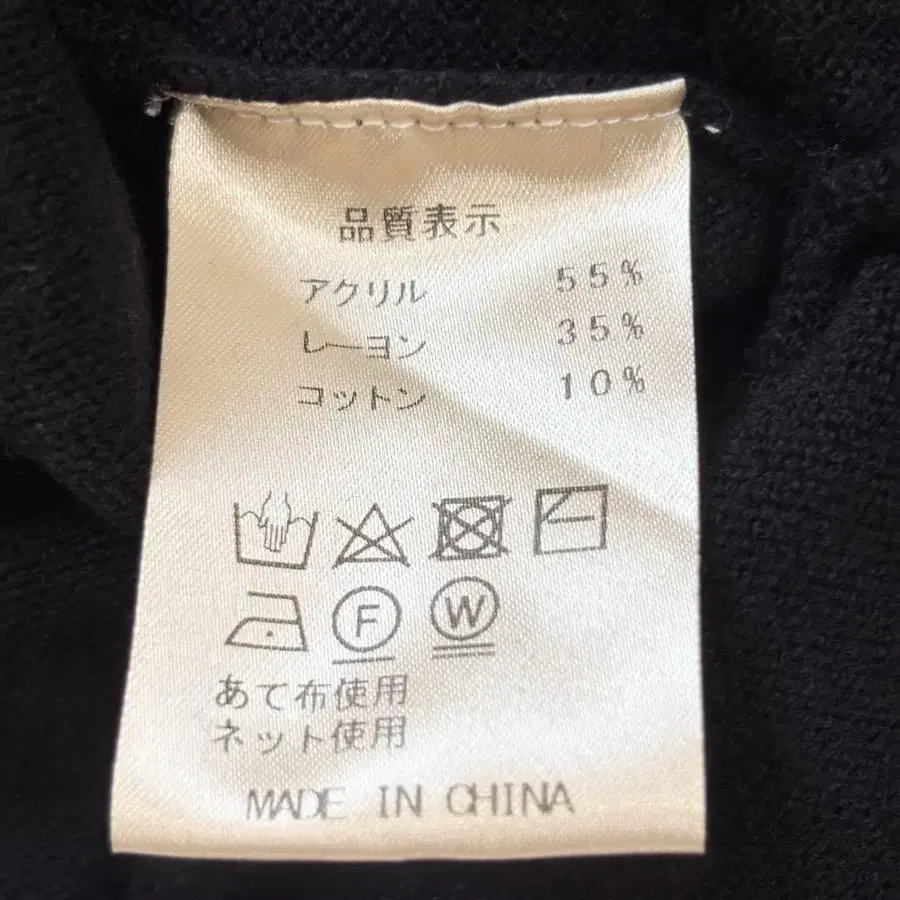 品質表示
アクリル 55%
レーヨン 35%
コットン 10%
F W
あて布使用
ネット使用
MADE IN CHINA